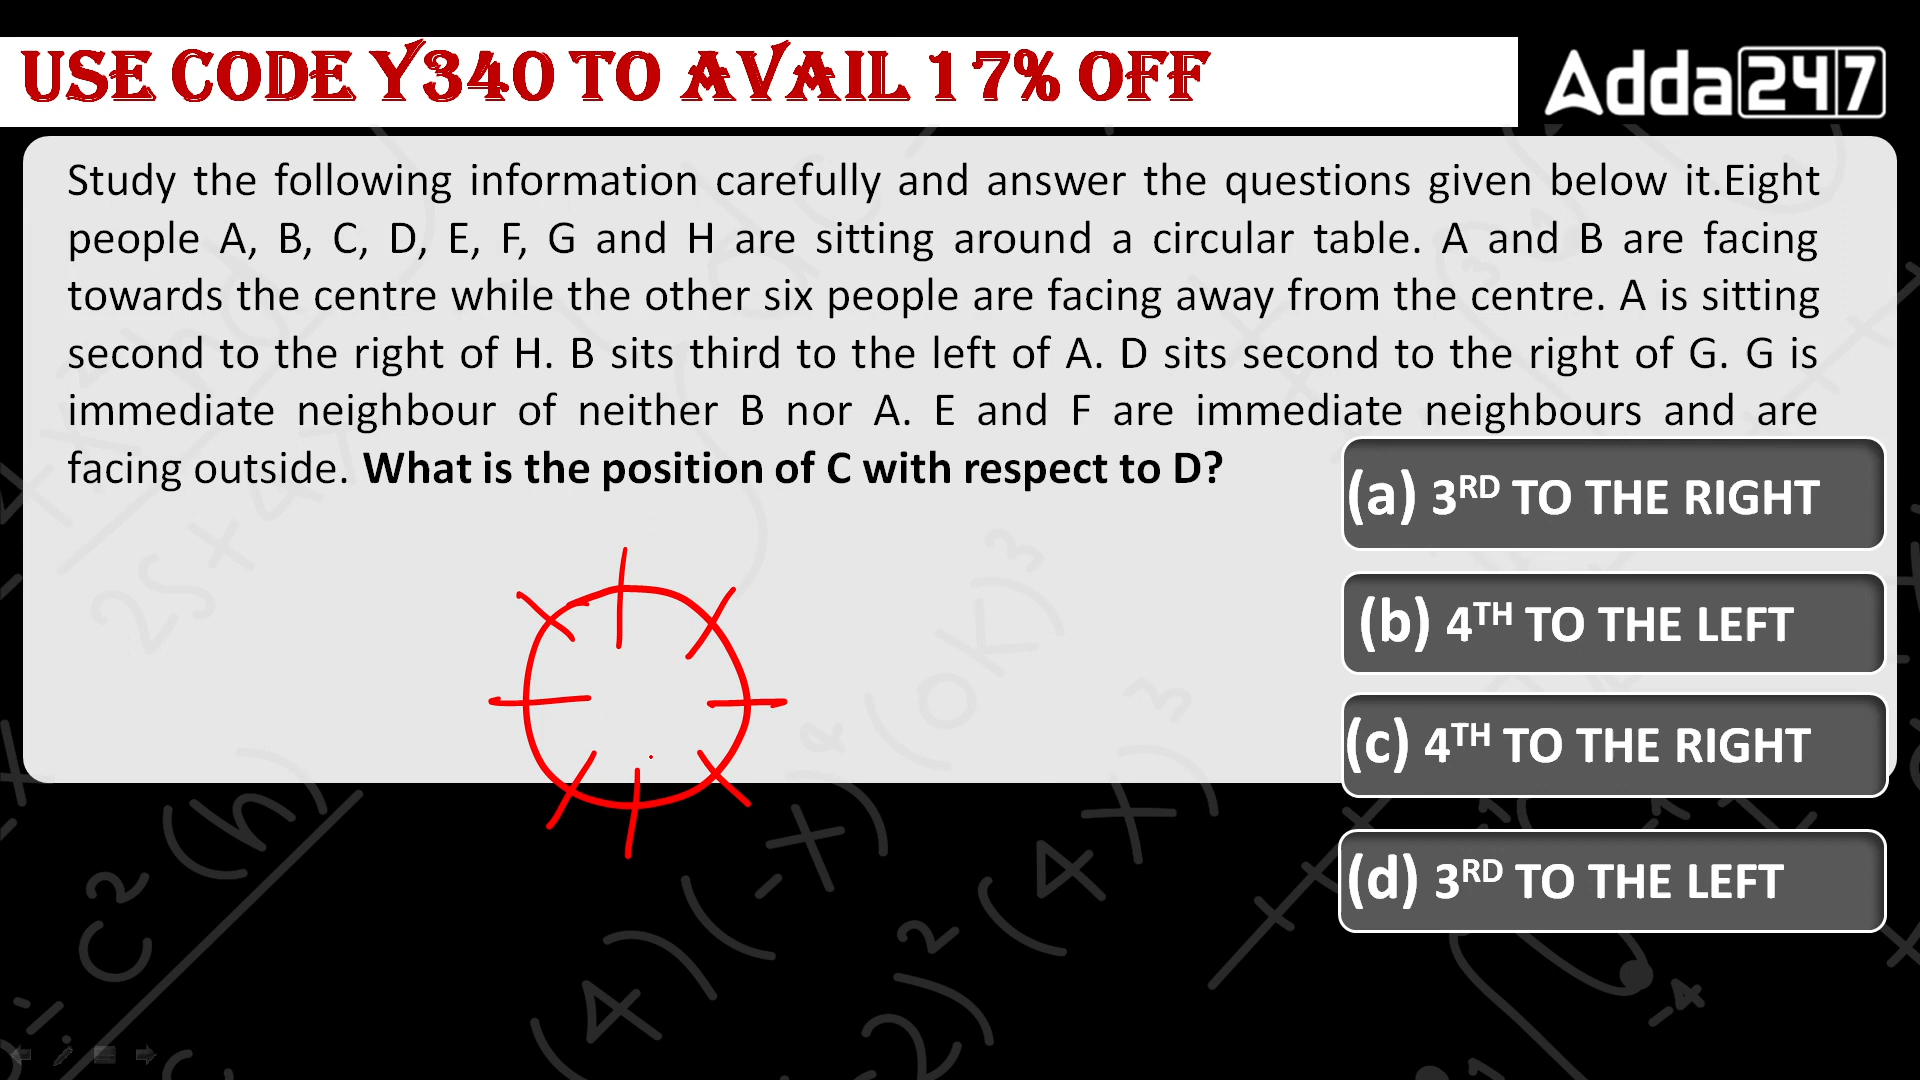 USE CODE Y340 TO AVAIL 17% OFF
Adda247
Study the following information carefully and answer the questions given below it.Eight
people A, B, C, D, E, F, G and H are sitting around a circular table. A and B are facing
towards the centre while the other six people are facing away from the centre. A is sitting
second to the right of H. B sits third to the left of A. D sits second to the right of G. G is
immediate neighbour of neither B nor A. E and F are immediate neighbours and are
facing outside. What is the position of C with respect to D?
(a) 3RD TO THE RIGHT
(b) 4TH TO THE LEFT
(c) 4TH TO THE RIGHT
(d) 3RD TO THE LEFT